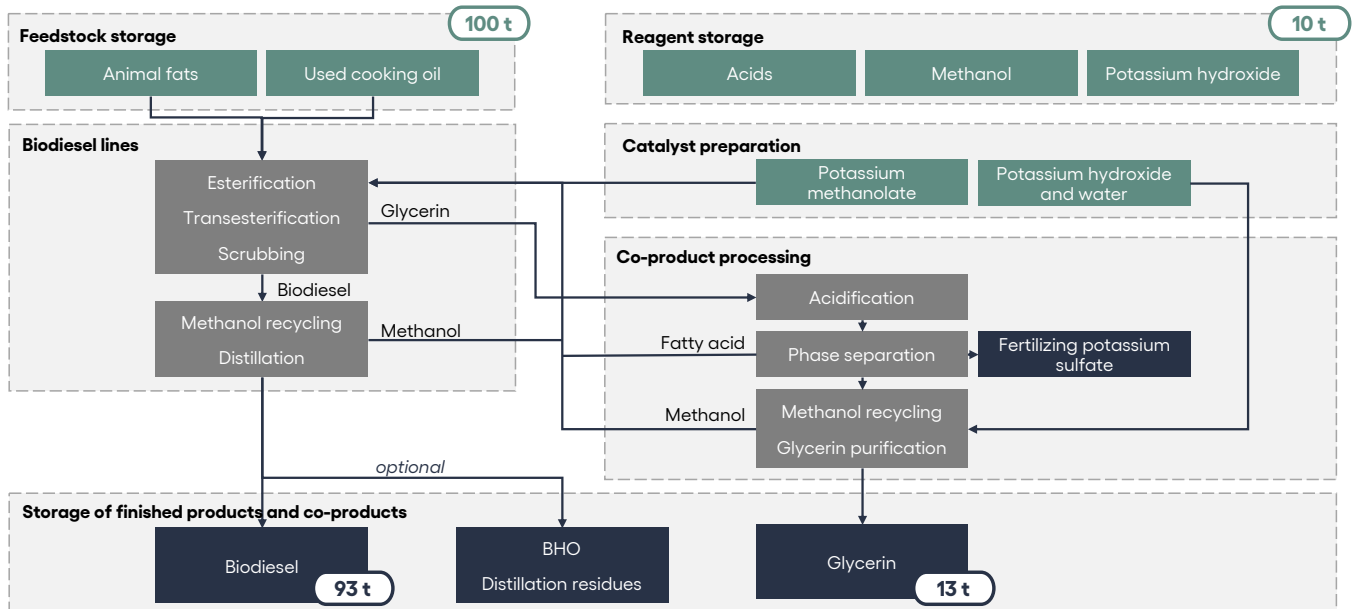 Feedstock storage
100 t
Animal fats
Used cooking oil
Reagent storage
10 t
Acids
Methanol
Potassium hydroxide
Biodiesel lines
Esterification
Transesterification
Scrubbing
Glycerin
Biodiesel
Methanol recycling
Distillation
Methanol
Catalyst preparation
Potassium
methanolate
Potassium hydroxide
and water
Co-product processing
Acidification
Fatty acid
Phase separation
Fertilizing potassium
sulfate
Methanol
Methanol recycling
Glycerin purification
optional
Storage of finished products and co-products
Biodiesel
93 t
BHO
Distillation residues
Glycerin
13 t